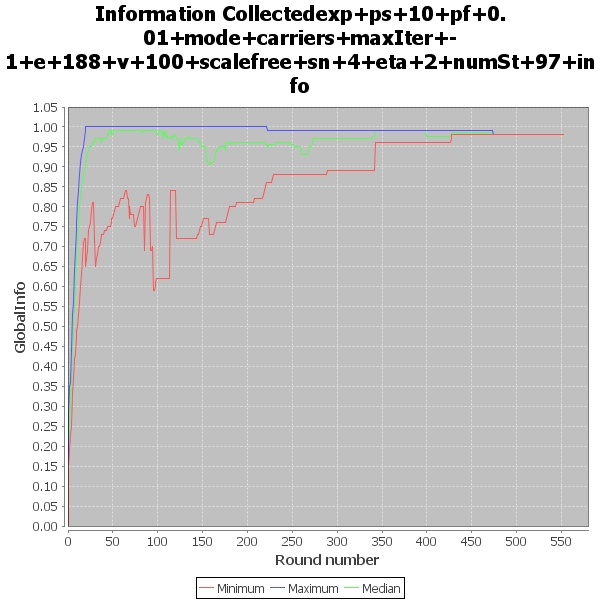 Information Collectedexp+ps+10+pf+0.
01+mode+carriers+maxIter+-
1+e+188+v+100+scalefree+sn+4+eta+2+numSt+97+in
fo
1.05
1.00
0.95
0.90
0.85
0.80
0.75
0.70
0.65
0.60
0.55
0.50
0.45
0.40
0.35
0.30
0.25
0.20
0.15
0.10
0.05
0.00
GlobalInfo
0 50 100 150 200 250 300 350 400 450 500 550
Round number
Minimum Maximum Median